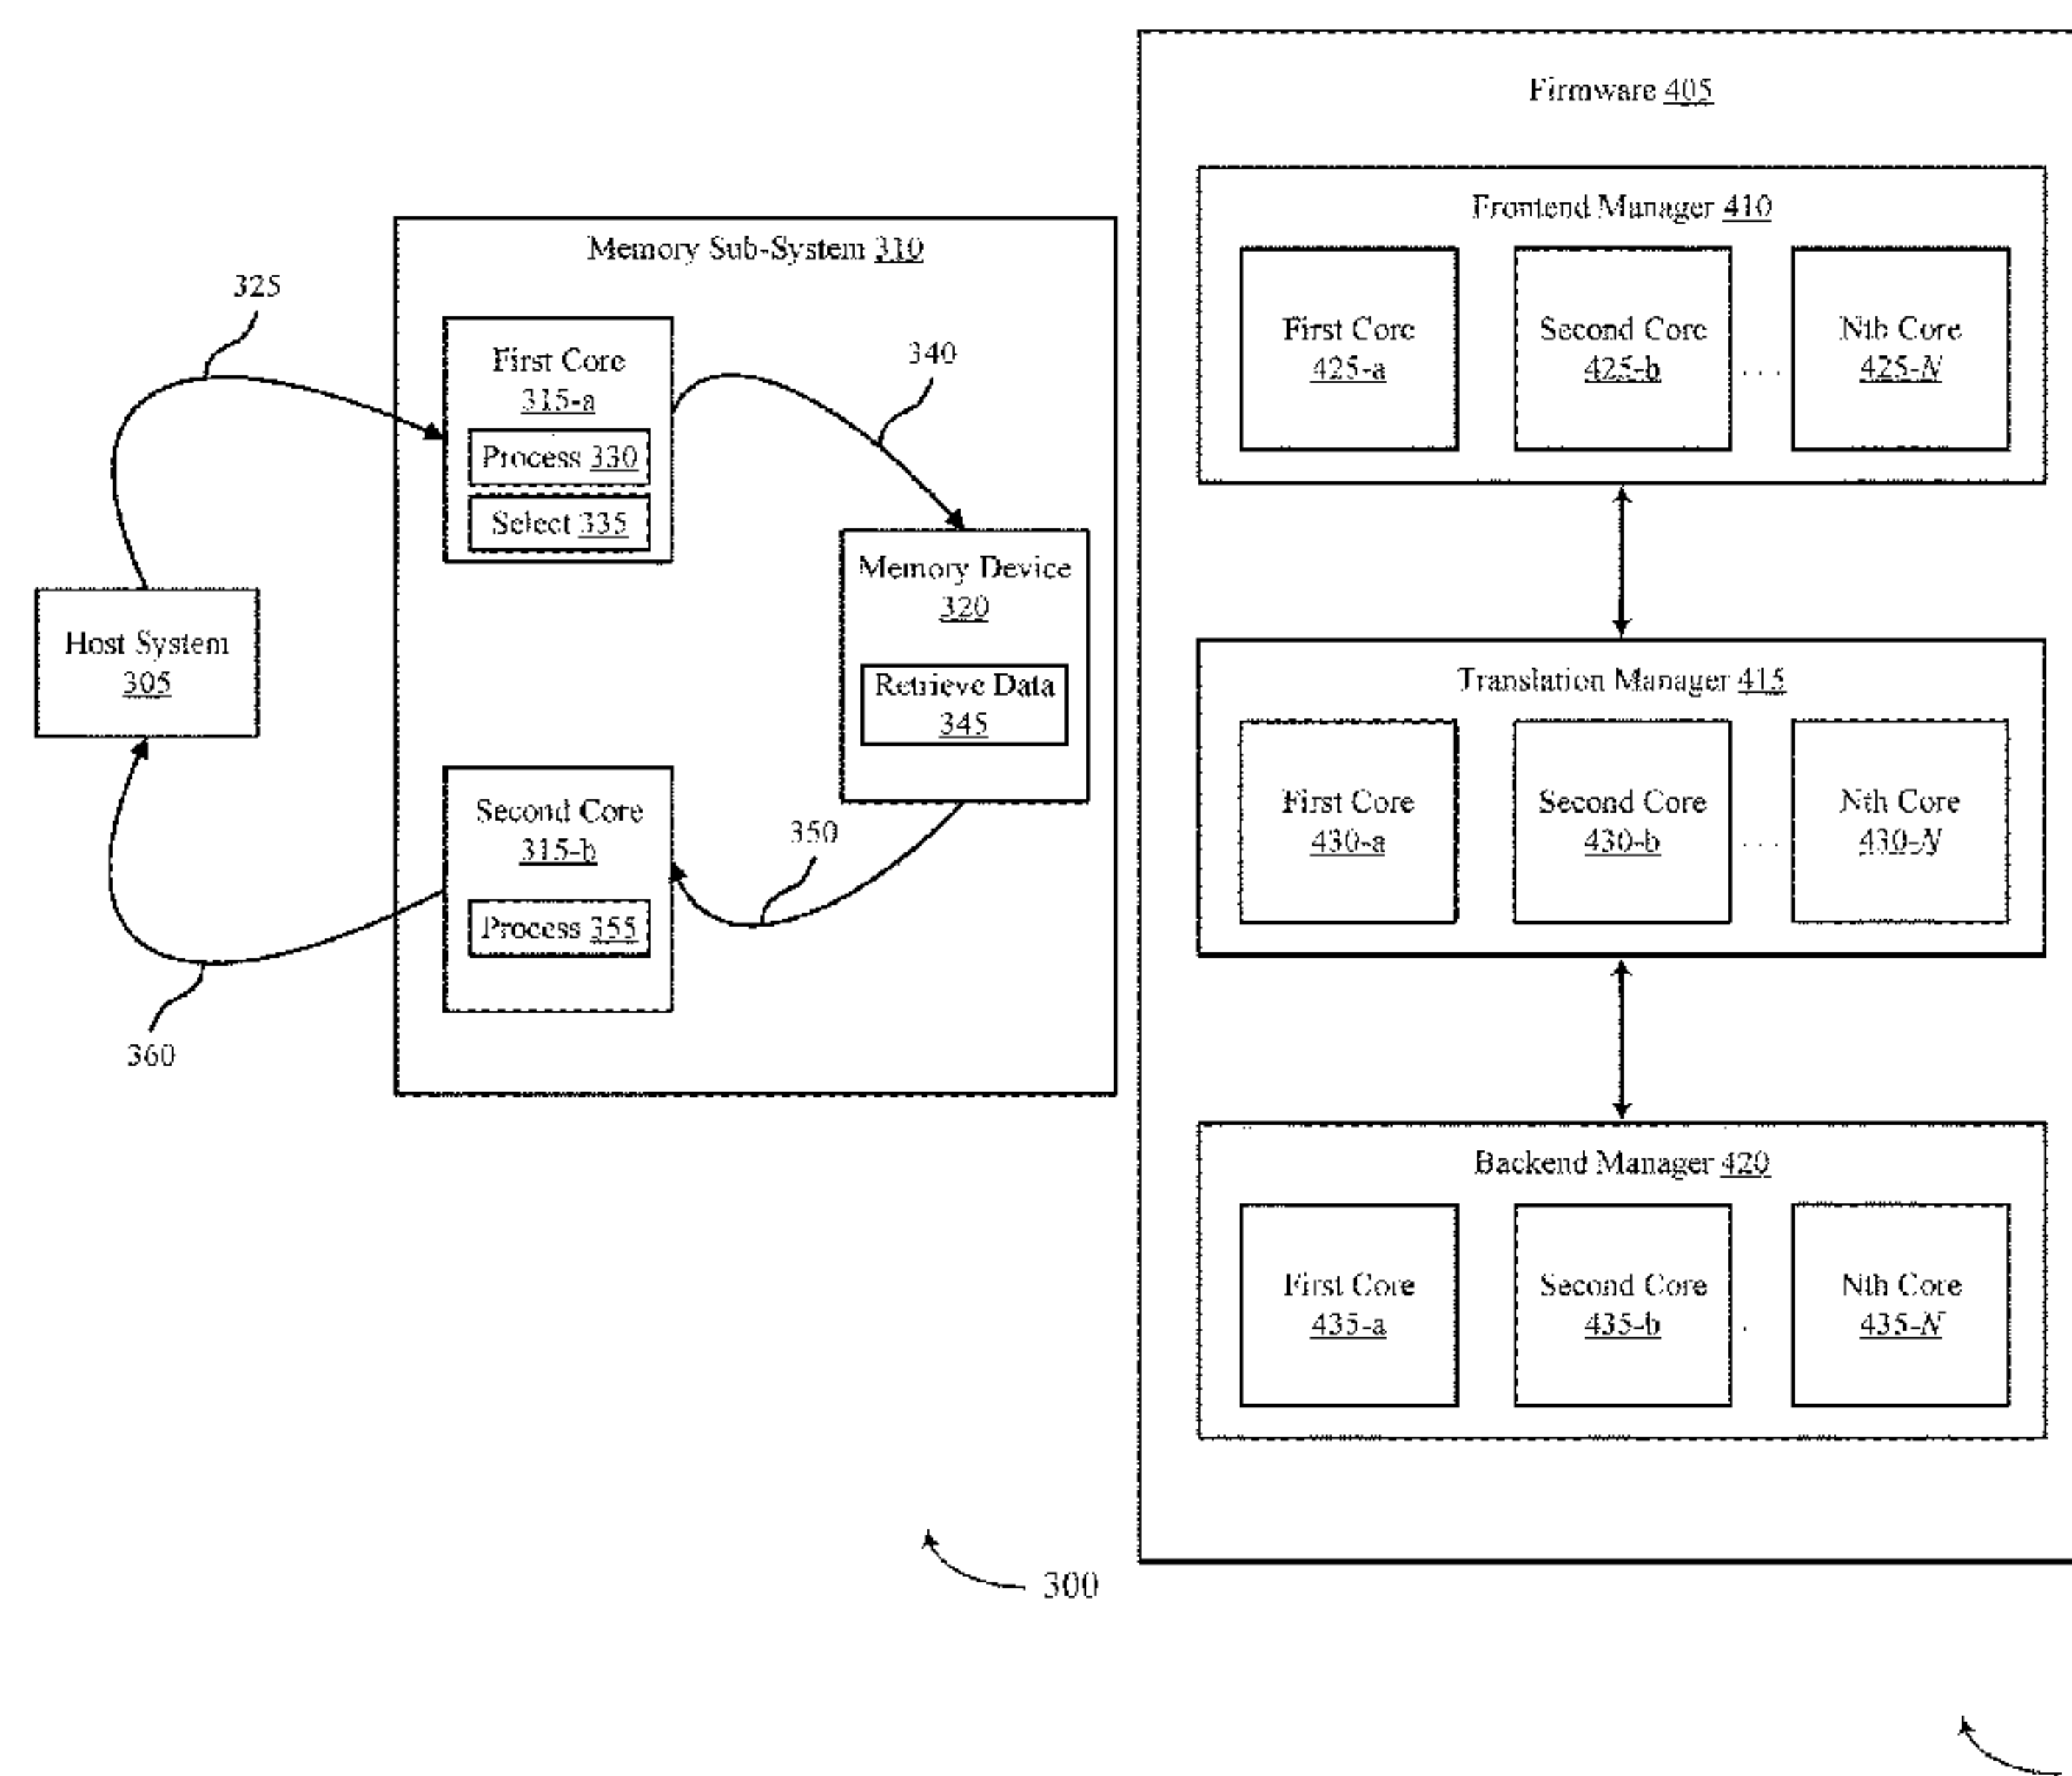 325
Memory Sub-System 310
First Core
315-a
Process 330
Select 335
340
Host System
305
Memory Device
320
Retrieve Data
345
Second Core
315-b
Process 355
350
360
300
Firmware 405
Frontend Manager 410
First Core
425-a
Second Core
425-b
. . .
Nth Core
425-N
Translation Manager 415
First Core
430-a
Second Core
430-b
. . .
Nth Core
430-N
Backend Manager 420
First Core
435-a
Second Core
435-b
.
Nth Core
435-N